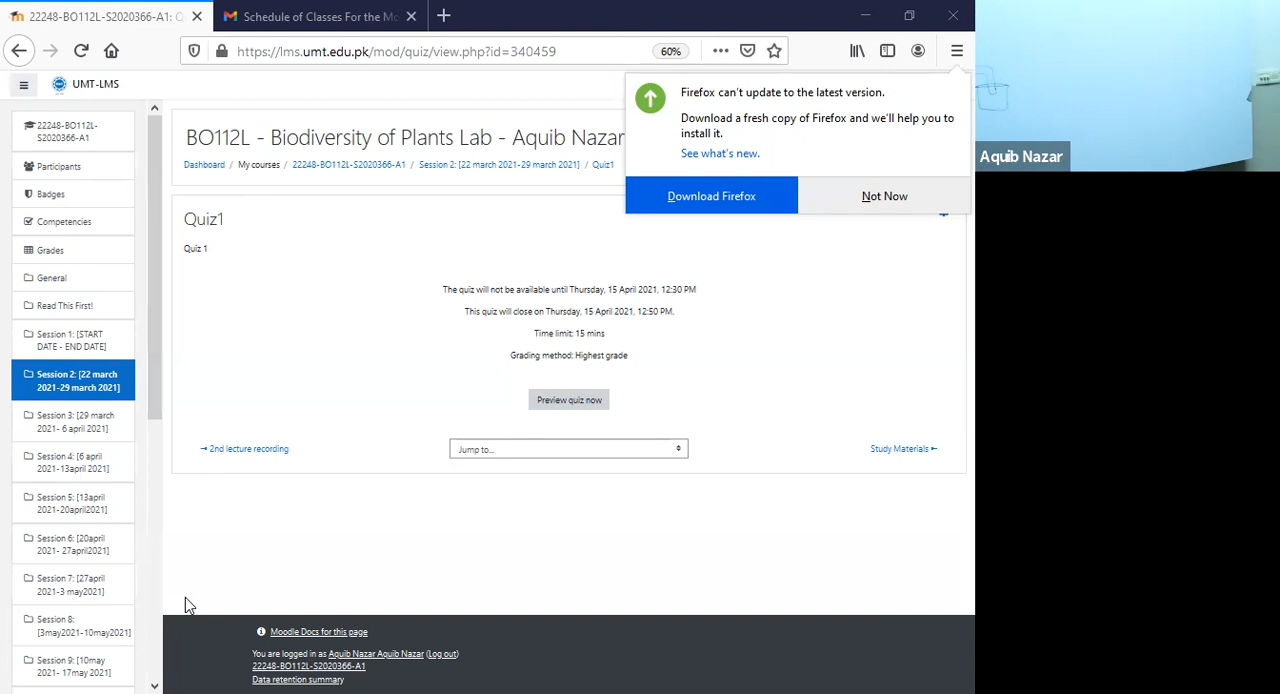 22248-BO112L-S2020366-A1: Q
Schedule of Classes For the Mo
https://lms.umt.edu.pk/mod/quiz/view.php?id=340459
60%
UMT-LMS
Firefox can't update to the latest version.
Download a fresh copy of Firefox and we'll help you to
install it.
See what's new.
Download Firefox
Not Now
Aquib Nazar
22248-BO112L-
S2020366-A1
Participants
Badges
Competencies
Grades
General
Read This First!
Session 1: [START
DATE - END DATE]
Session 2: [22 march
2021-29 march 2021]
Session 3: [29 march
2021- 6 april 2021]
Session 4: [6 april
2021-13april 2021]
Session 5: [13april
2021-20april2021]
Session 6: [20april
2021- 27april2021]
Session 7: [27april
2021-3 may2021]
Session 8:
[3may2021-10may2021]
Session 9: [10may
2021- 17may 2021]
BO112L - Biodiversity of Plants Lab - Aquib Nazar
Dashboard / My courses / 22248-BO112L-S2020366-A1 / Session 2: [22 march 2021-29 march 2021] / Quiz1
Quiz1
Quiz 1
The quiz will not be available until Thursday, 15 April 2021, 12:30 PM
This quiz will close on Thursday, 15 April 2021, 12:50 PM.
Time limit: 15 mins
Grading method: Highest grade
Preview quiz now
2nd lecture recording
Jump to...
Study Materials
Moodle Docs for this page
You are logged in as Aquib Nazar Aquib Nazar (Log out)
22248-BO112L-S2020366-A1
Data retention summary